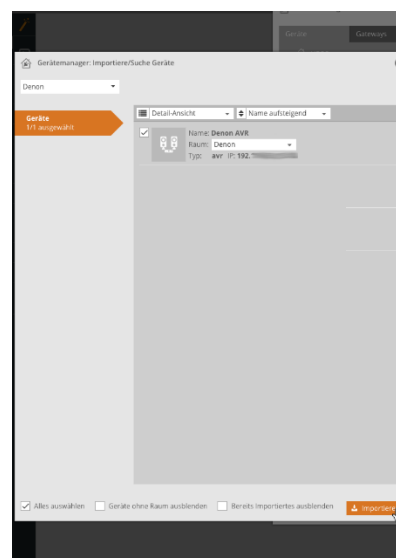 Geräte Gateways
Gerätemanager: Importiere/Suche Geräte
Denon
Geräte
1/1 ausgewählt
Detail-Ansicht Name aufsteigend
Name: Denon AVR
Raum: Denon
Typ: avr IP: 192.
Alles auswählen Geräte ohne Raum ausblenden Bereits Importiertes ausblenden Importiere